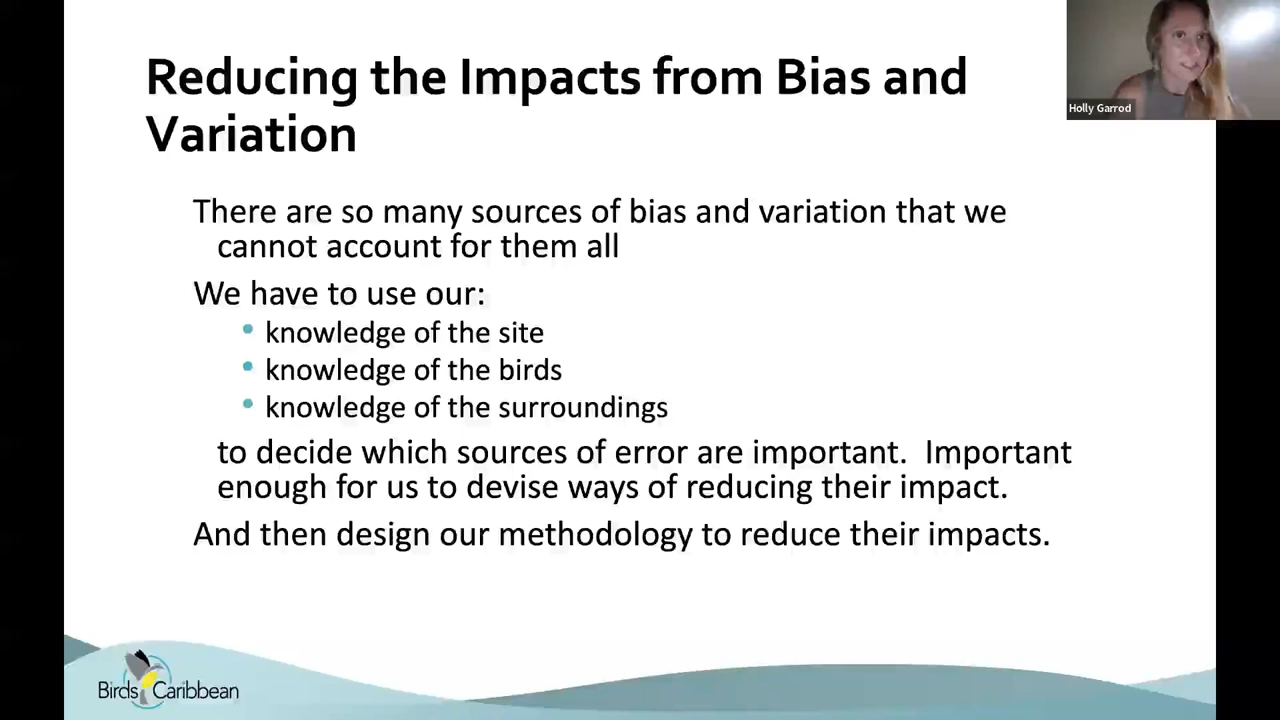 Reducing the Impacts from Bias and
Variation
Holly Garrod
There are so many sources of bias and variation that we
cannot account for them all
We have to use our:
• knowledge of the site
• knowledge of the birds
• knowledge of the surroundings
to decide which sources of error are important.  Important
enough for us to devise ways of reducing their impact.
And then design our methodology to reduce their impacts.
BirdsCaribbean